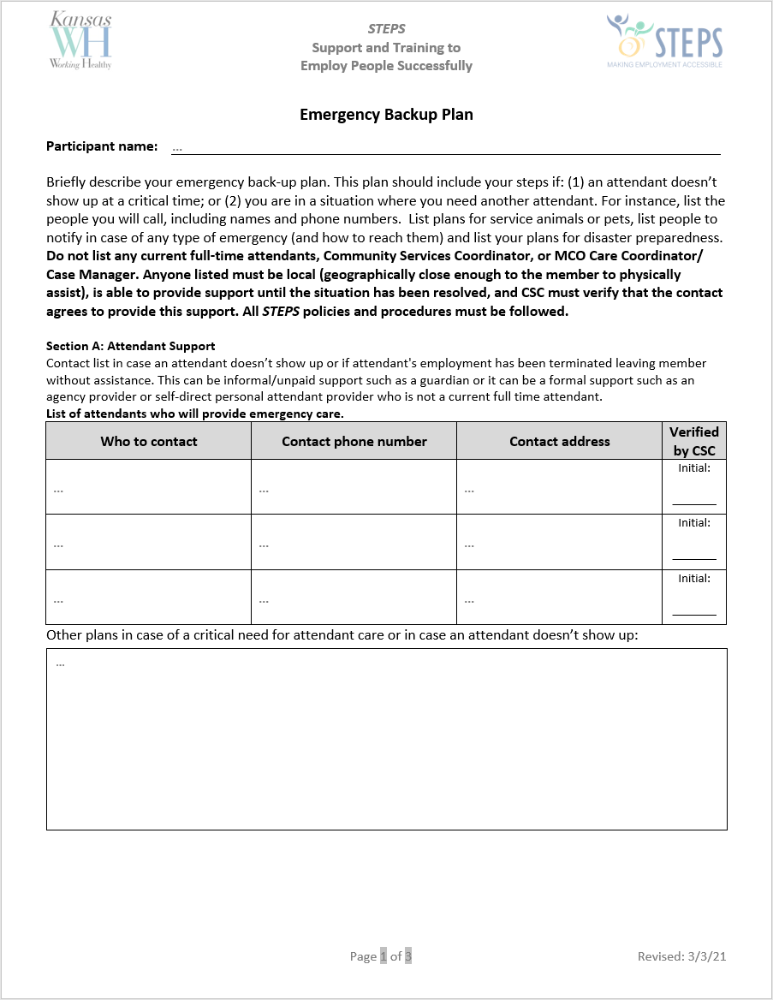 Kansas
WH
Working Healthy
STEPS
Support and Training to
Employ People Successfully
STEPS
MAKING EMPLOYMENT ACCESSIBLE
Emergency Backup Plan
Participant name: ...
Briefly describe your emergency back-up plan. This plan should include your steps if: (1) an attendant doesn’t
show up at a critical time; or (2) you are in a situation where you need another attendant. For instance, list the
people you will call, including names and phone numbers.  List plans for service animals or pets, list people to
notify in case of any type of emergency (and how to reach them) and list your plans for disaster preparedness.
Do not list any current full-time attendants, Community Services Coordinator, or MCO Care Coordinator/
Case Manager. Anyone listed must be local (geographically close enough to the member to physically
assist), is able to provide support until the situation has been resolved, and CSC must verify that the contact
agrees to provide this support. All STEPS policies and procedures must be followed.
Section A: Attendant Support
Contact list in case an attendant doesn’t show up or if attendant's employment has been terminated leaving member
without assistance. This can be informal/unpaid support such as a guardian or it can be a formal support such as an
agency provider or self-direct personal attendant provider who is not a current full time attendant.
List of attendants who will provide emergency care.
Who to contact Contact phone number Contact address Verified
by CSC
Initial:
... ... ... ______
Initial:
... ... ... ______
Initial:
... ... ... ______
Other plans in case of a critical need for attendant care or in case an attendant doesn’t show up:
...
Page 1 of 3 Revised: 3/3/21